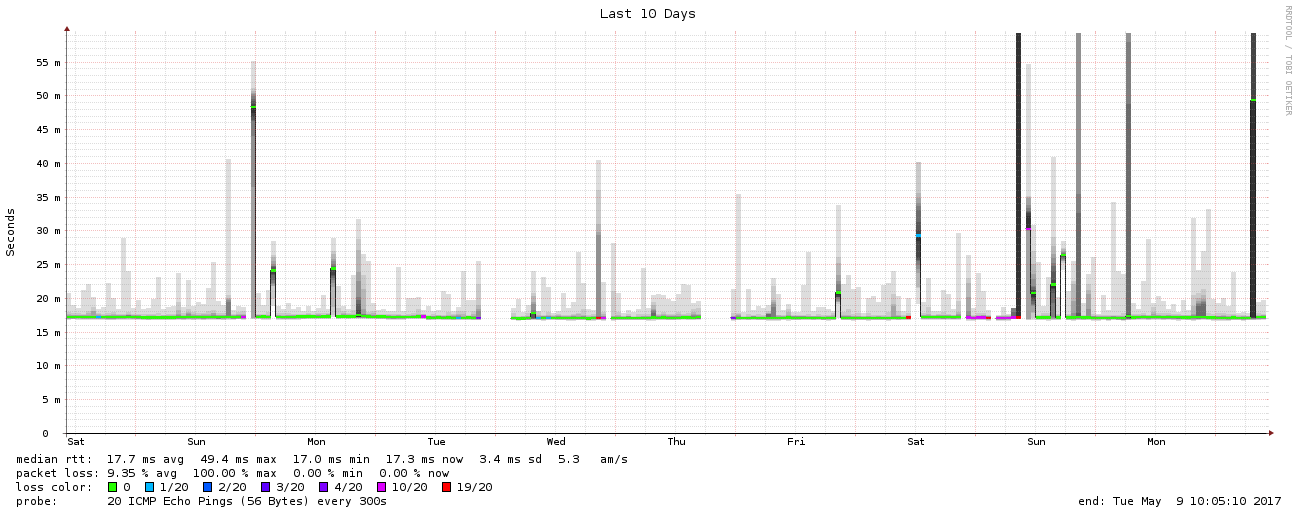 Last 10 Days
RRDTOOL / TOBI OETIKER
Seconds
55 m
50 m
45 m
40 m
35 m
30 m
25 m
20 m
15 m
10 m
5 m
0
Sat Sun Mon Tue Wed Thu Fri Sat Sun Mon
median rtt: 17.7 ms avg 49.4 ms max 17.0 ms min 17.3 ms now 3.4 ms sd 5.3 am/s
packet loss: 9.35 % avg 100.00 % max 0.00 % min 0.00 % now
loss color: 0 1/20 2/20 3/20 4/20 10/20 19/20
probe: 20 ICMP Echo Pings (56 Bytes) every 300s end: Tue May 9 10:05:10 2017